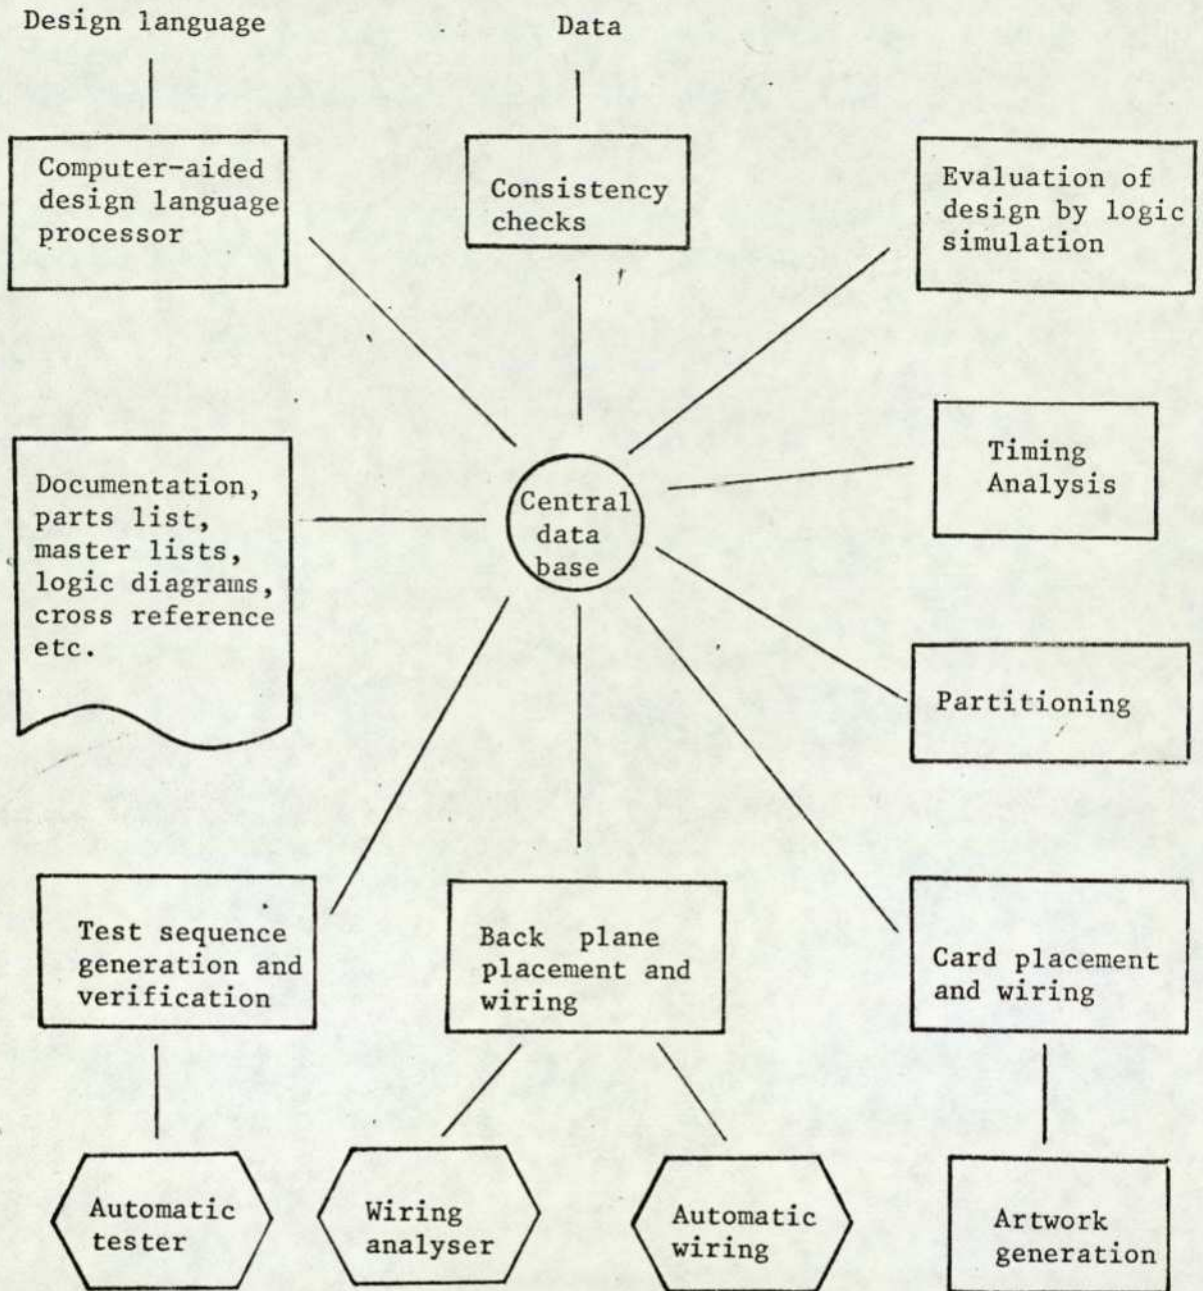 Design language
Data
Computer-aided
design language
processor
Consistency
checks
Evaluation of
design by logic
simulation
Documentation,
parts list,
master lists,
logic diagrams,
cross reference
etc.
Central
data
base
Timing
Analysis
Partitioning
Test sequence
generation and
verification
Back plane
placement and
wiring
Card placement
and wiring
Automatic
tester
Wiring
analyser
Automatic
wiring
Artwork
generation